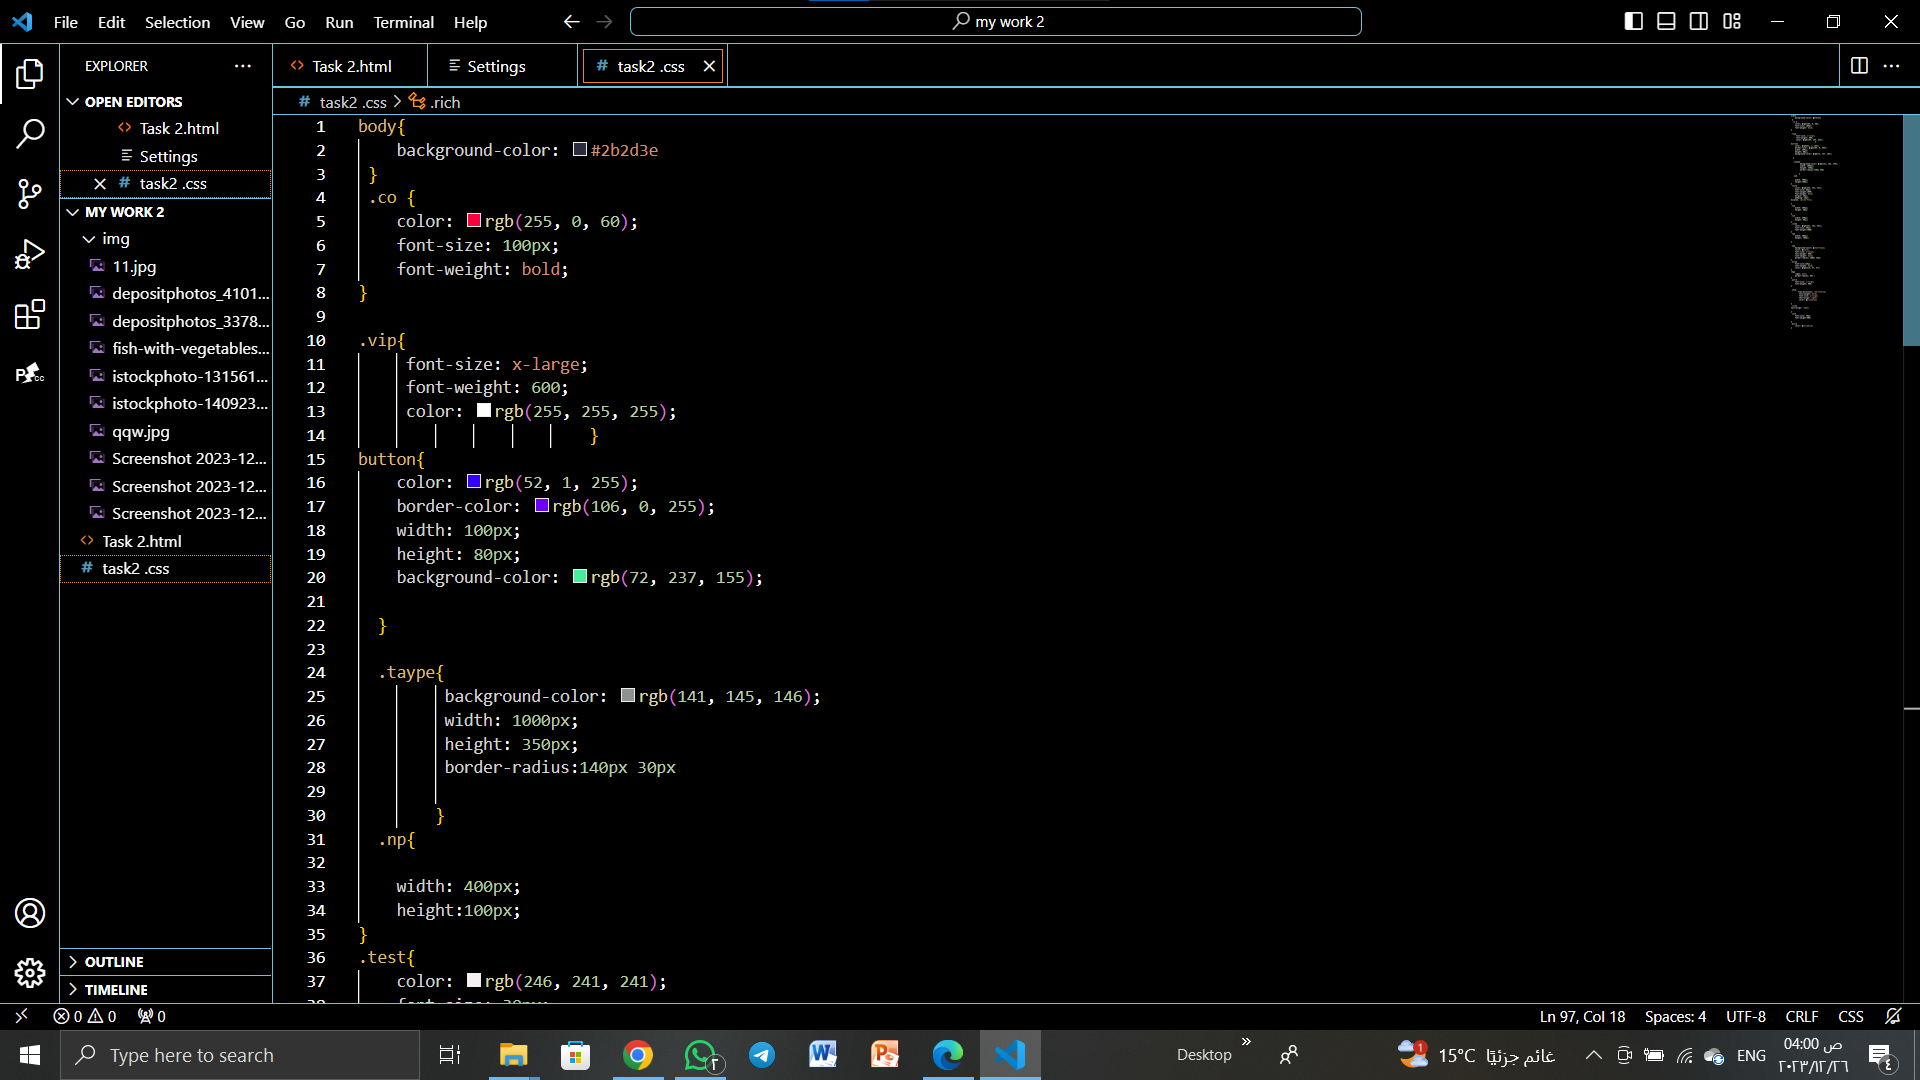 File Edit Selection View Go Run Terminal Help
my work 2
EXPLORER
OPEN EDITORS
Task 2.html
Settings
task2 .css
MY WORK 2
img
11.jpg
depositphotos_4101...
depositphotos_3378...
fish-with-vegetables...
istockphoto-131561...
istockphoto-140923...
qqw.jpg
Screenshot 2023-12...
Screenshot 2023-12...
Screenshot 2023-12...
Task 2.html
task2 .css
OUTLINE
TIMELINE
Task 2.html Settings task2 .css
# task2 .css > .rich
1 body{
2 background-color: #2b2d3e
3 }
4 .co {
5 color: rgb(255, 0, 60);
6 font-size: 100px;
7 font-weight: bold;
8 }
9
10 .vip{
11 font-size: x-large;
12 font-weight: 600;
13 color: rgb(255, 255, 255);
14 }
15 button{
16 color: rgb(52, 1, 255);
17 border-color: rgb(106, 0, 255);
18 width: 100px;
19 height: 80px;
20 background-color: rgb(72, 237, 155);
21
22 }
23
24 .taype{
25 background-color: rgb(141, 145, 146);
26 width: 1000px;
27 height: 350px;
28 border-radius:140px 30px
29
30 }
31 .np{
32
33 width: 400px;
34 height:100px;
35 }
36 .test{
37 color: rgb(246, 241, 241);
0 0 0
Ln 97, Col 18 Spaces: 4 UTF-8 CRLF CSS
Type here to search
Desktop
15°C غائم جزئيًا
ENG
04:00 ص
٢٠٢٣/١٢/٢٦